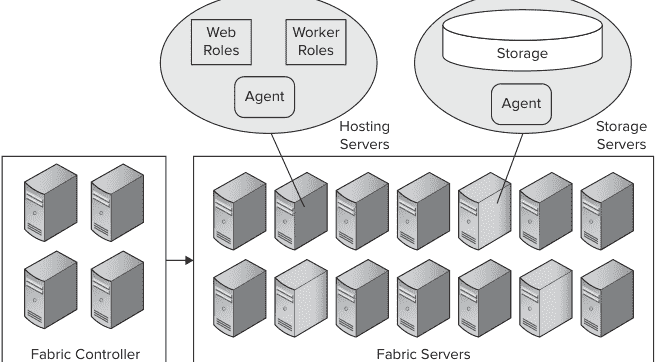 Web
Roles
Worker
Roles
Agent
Storage
Agent
Hosting
Servers
Storage
Servers
Fabric Controller
Fabric Servers